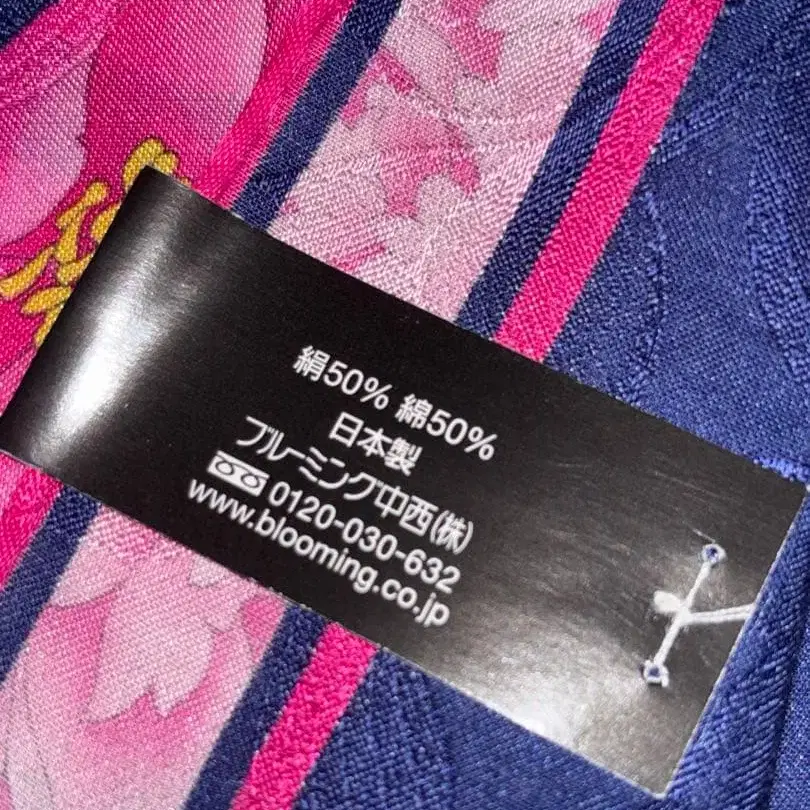 絹50% 綿50%
日本製
ブルーミング中西(株)
0120-030-632
www.blooming.co.jp